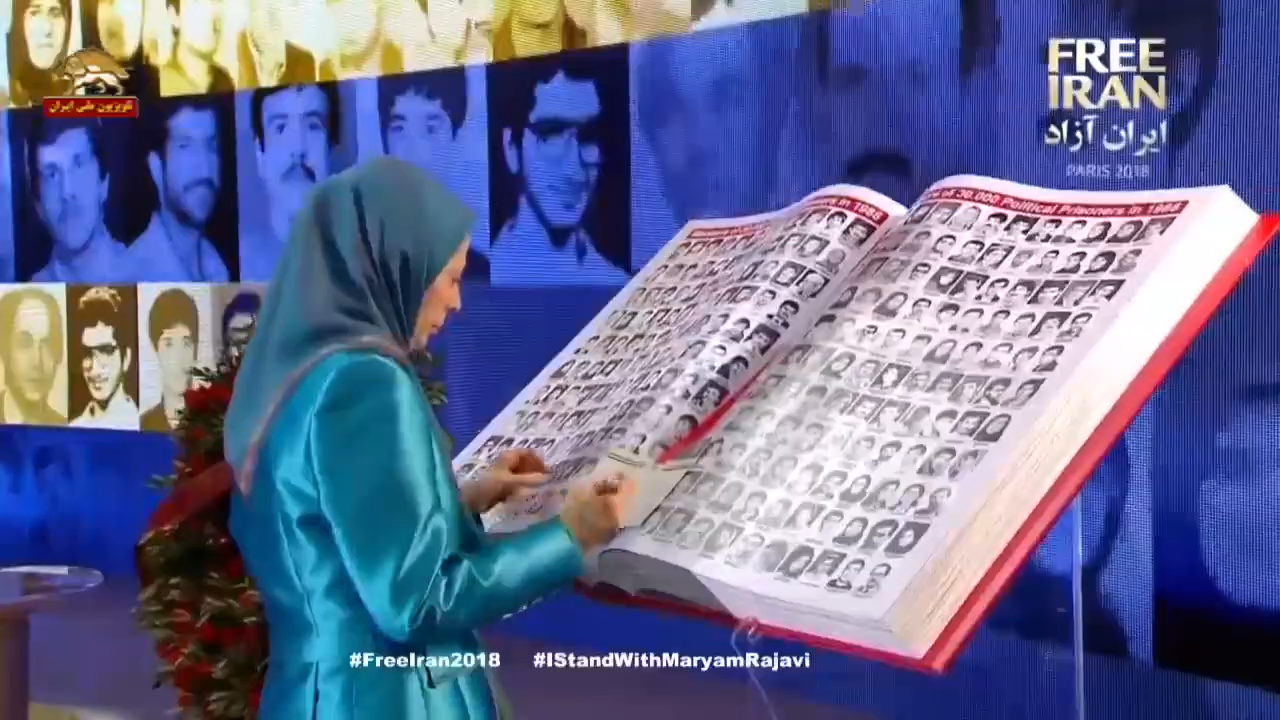 تلویزیون ملی ایران
FREE
IRAN
ایران آزاد
PARIS 2018
of 30,000 Political Prisoners in 1988
in 1988
#FreeIran2018 #IStandWithMaryamRajavi